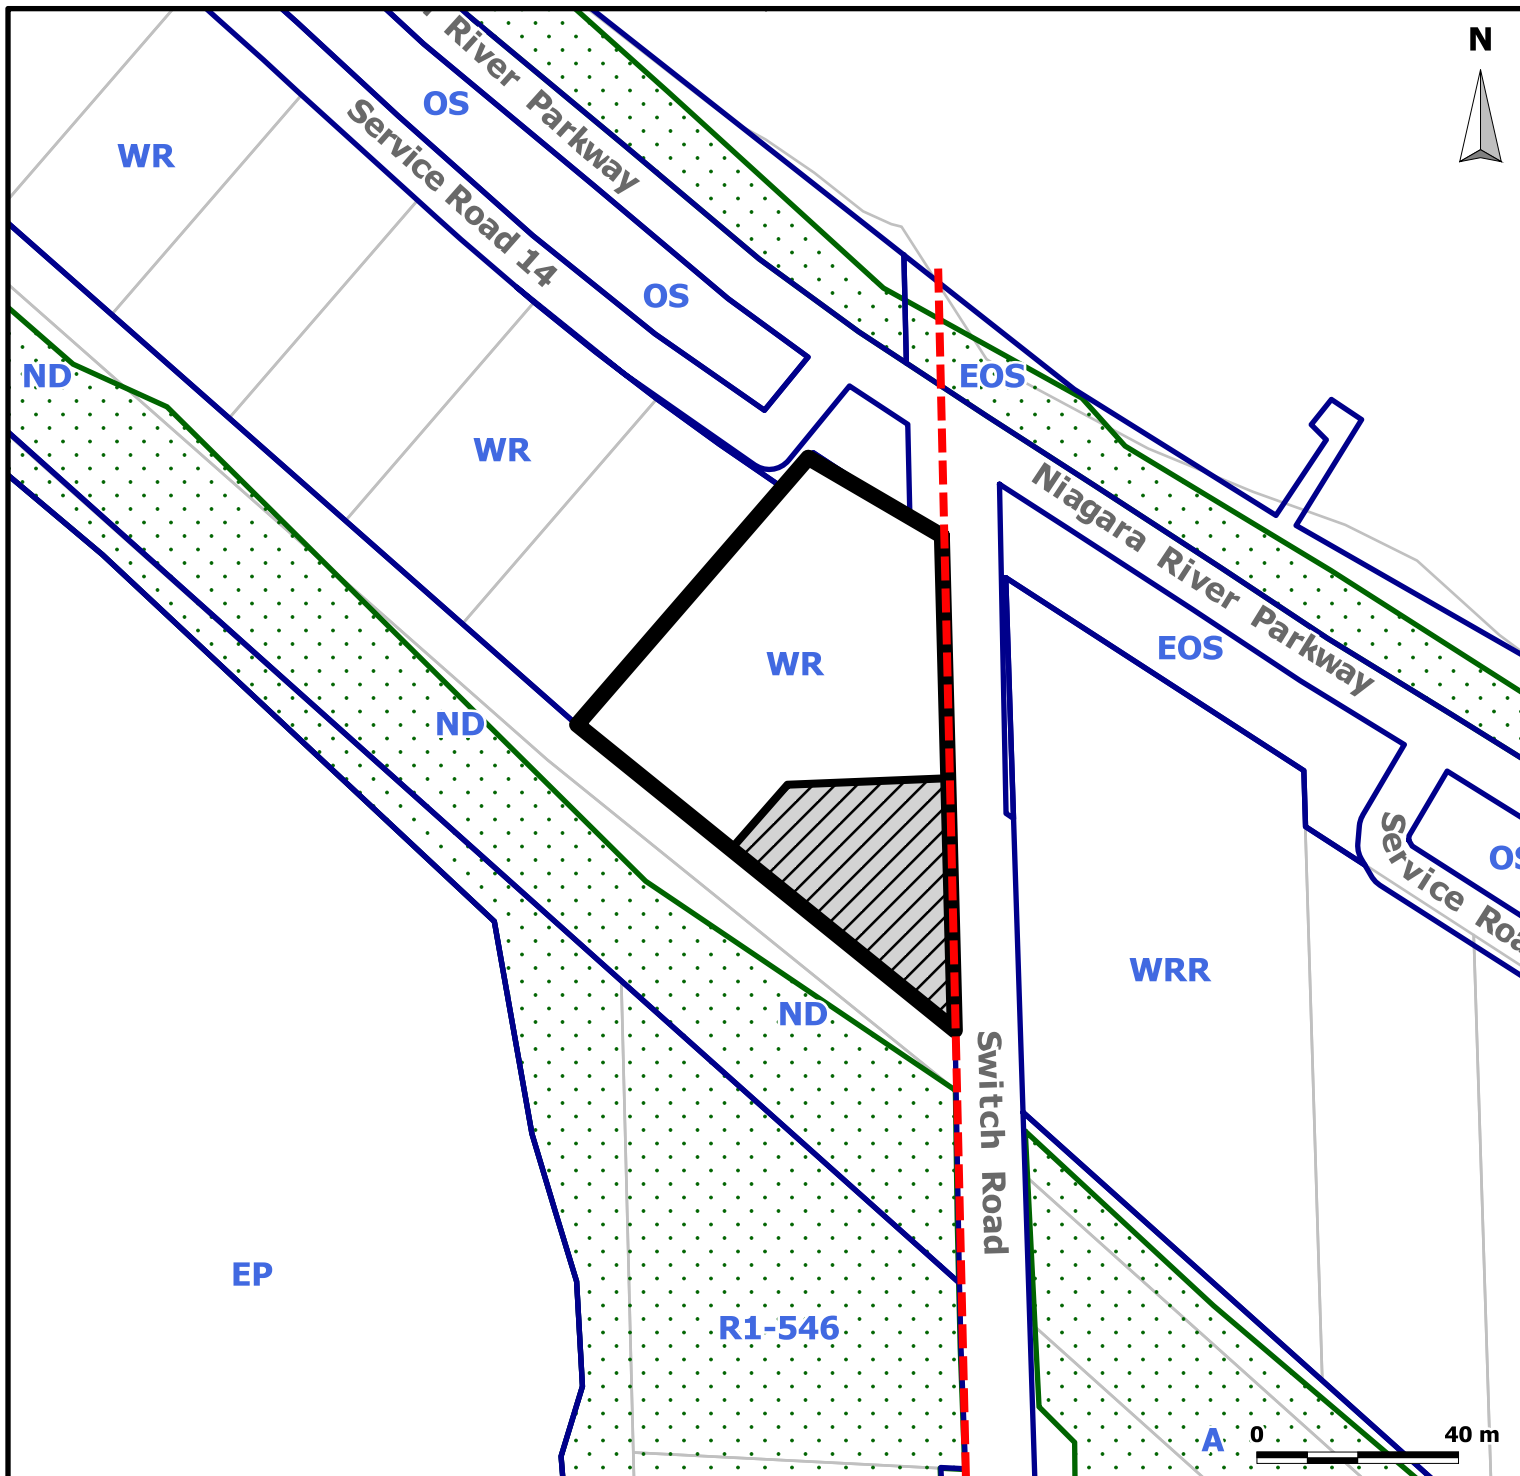 N
River Parkway
OS
Service Road 14
WR
OS
ND
EOS
WR
Niagara River Parkway
EOS
WR
ND
Service
OS
WRR
ND
Switch Road
EP
R1-546
A
0 40 m